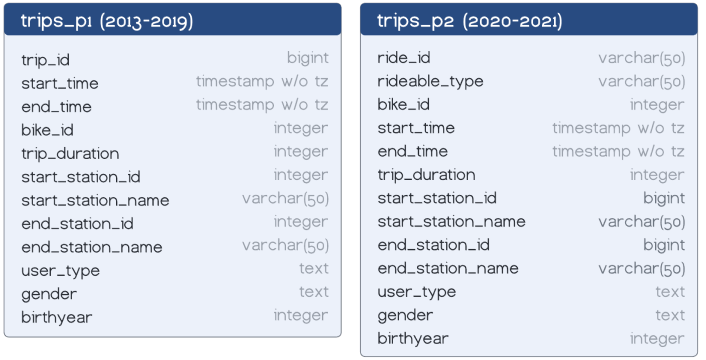 trips_p1 (2013-2019)
trip_id bigint
start_time timestamp w/o tz
end_time timestamp w/o tz
bike_id integer
trip_duration integer
start_station_id integer
start_station_name varchar(50)
end_station_id integer
end_station_name varchar(50)
user_type text
gender text
birthyear integer
trips_p2 (2020-2021)
ride_id varchar(50)
rideable_type varchar(50)
bike_id integer
start_time timestamp w/o tz
end_time timestamp w/o tz
trip_duration integer
start_station_id bigint
start_station_name varchar(50)
end_station_id bigint
end_station_name varchar(50)
user_type text
gender text
birthyear integer